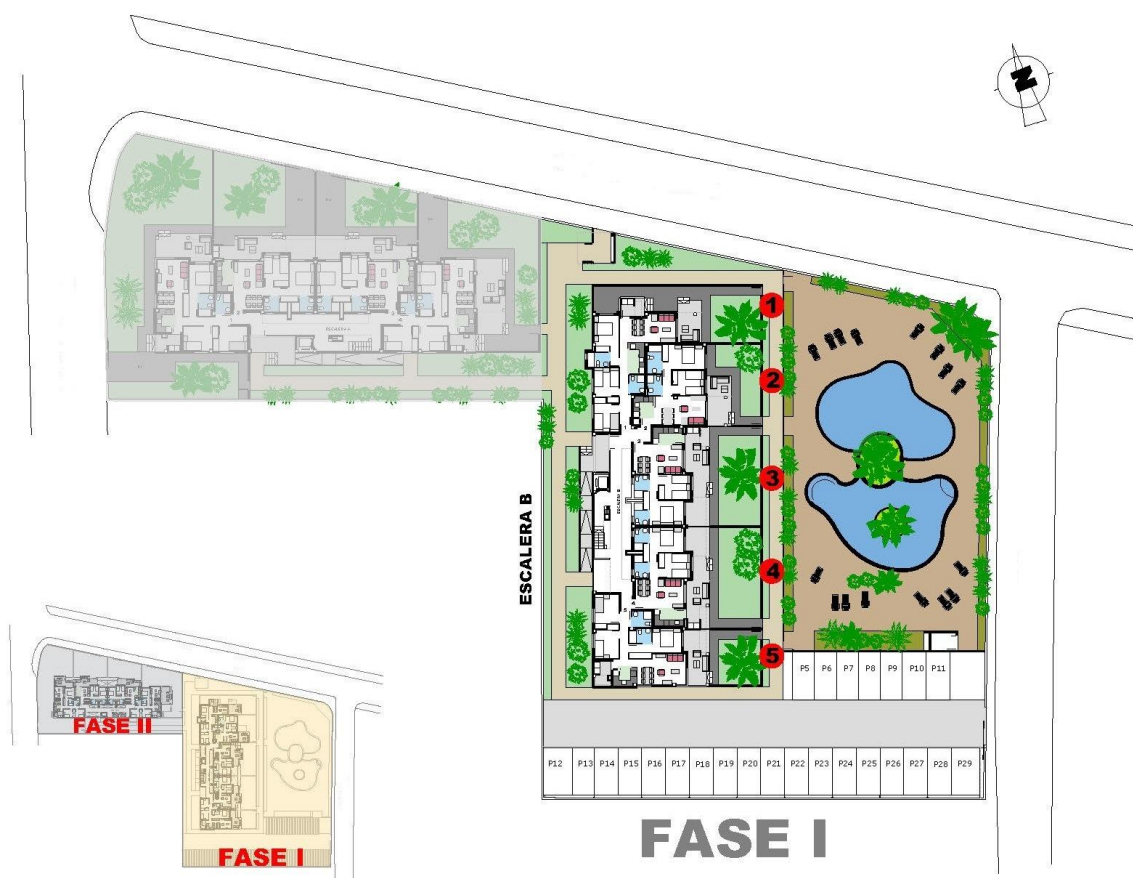 N
1
2
3
4
5
ESCALERA B
P5 P6 P7 P8 P9 P10 P11
P12 P13 P14 P15 P16 P17 P18 P19 P20 P21 P22 P23 P24 P25 P26 P27 P28 P29
FASE II
FASE I
FASE I